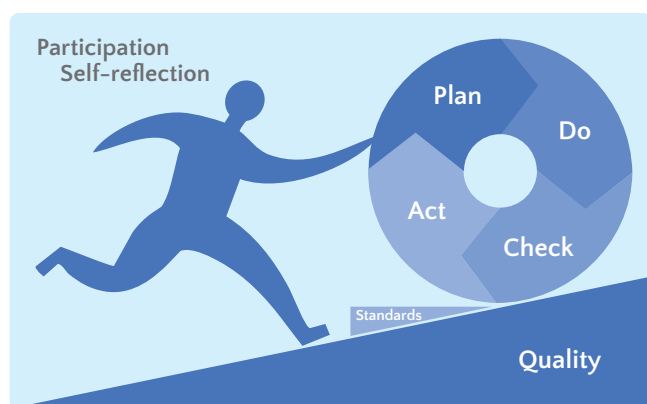 Participation
Self-reflection
Plan
Do
Act
Check
Standards
Quality